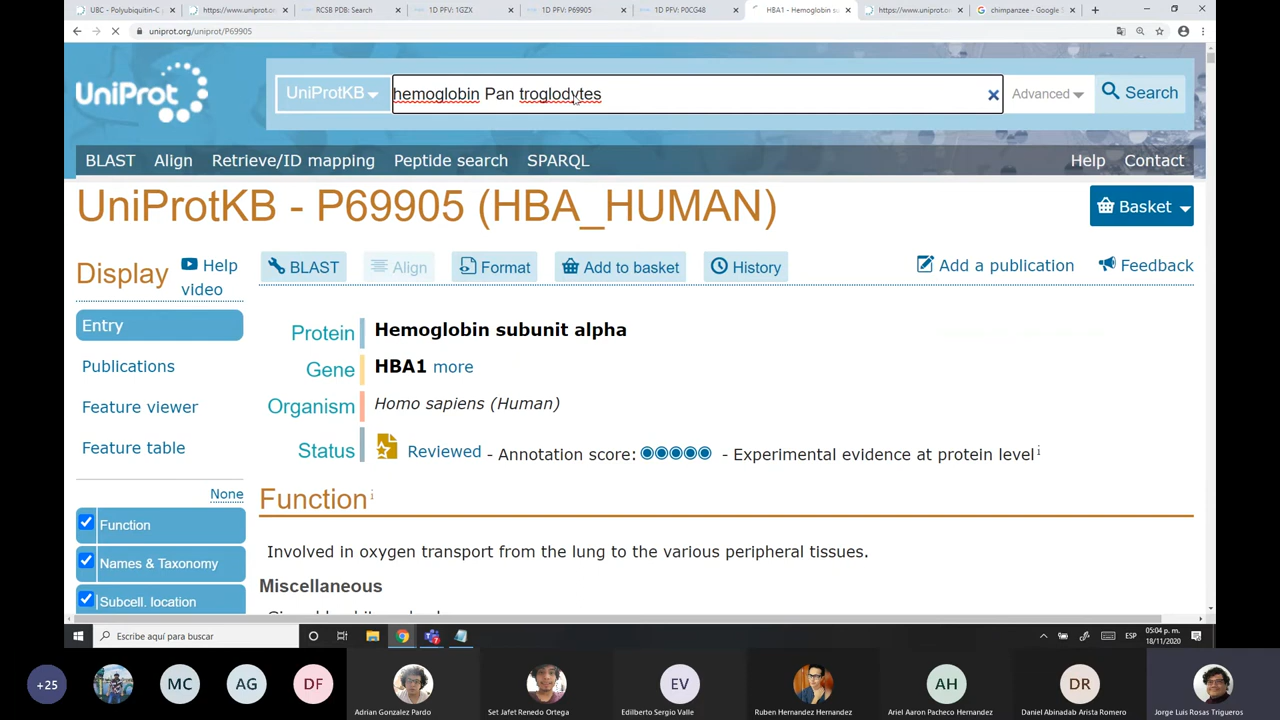 UBC - Polyubiquitin-C
https://www.uniprot.or
RCSB PDB: Search
1D PFV: 1GZX
1D PFV: P69905
1D PFV: P0CG48
HBA1 - Hemoglobin su
https://www.uniprot.or
chimpanzee - Google S
uniprot.org/uniprot/P69905
UniProt
UniProtKB
hemoglobin Pan troglodytes
Advanced
Search
BLAST Align Retrieve/ID mapping Peptide search SPARQL Help Contact
UniProtKB - P69905 (HBA_HUMAN)
Basket
Display
Help video
BLAST
Align
Format
Add to basket
History
Add a publication
Feedback
Entry
Publications
Feature viewer
Feature table
None
Function
Names & Taxonomy
Subcell. location
Protein Hemoglobin subunit alpha
Gene HBA1 more
Organism Homo sapiens (Human)
Status Reviewed - Annotation score: - Experimental evidence at protein level i
Function i
Involved in oxygen transport from the lung to the various peripheral tissues.
Miscellaneous
Escribe aquí para buscar
ESP
05:04 p. m.
18/11/2020
+25
MC
AG
DF
EV
AH
DR
Adrian Gonzalez Pardo
Set Jafet Renedo Ortega
Edilberto Sergio Valle
Ruben Hernandez Hernandez
Ariel Aaron Pacheco Hernandez
Daniel Abinadab Arista Romero
Jorge Luis Rosas Trigueros